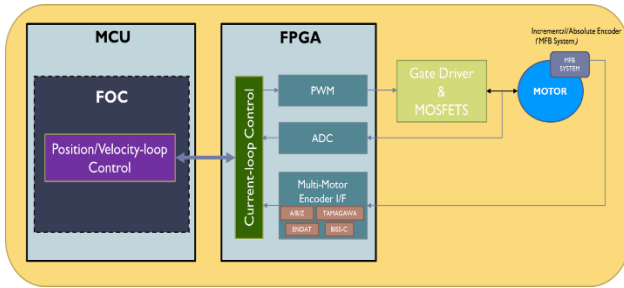 MCU
FOC
Position/Velocity-loop
Control
FPGA
Current-loop Control
PWM
ADC
Multi-Motor
Encoder I/F
A/B/Z
TAMAGAWA
ENDAT
BISS-C
Gate Driver
&
MOSFETS
Incremental/Absolute Encoder
(MFB System)
MFB
SYSTEM
MOTOR